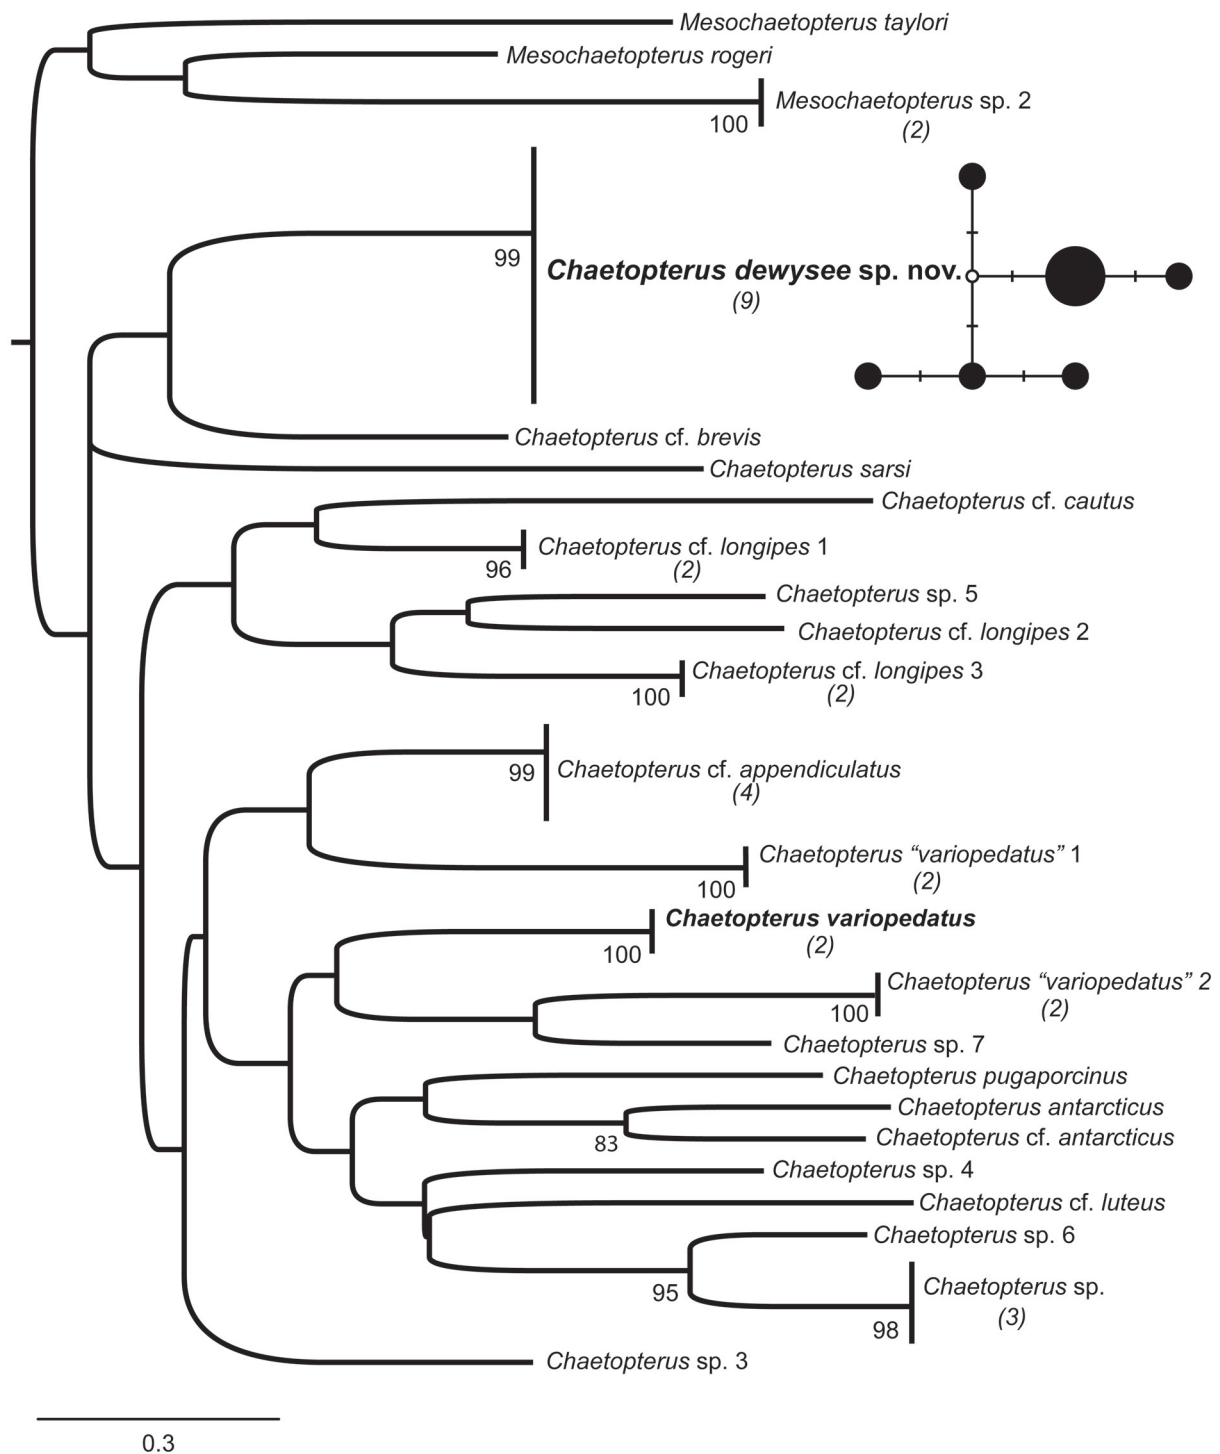 Mesochaetopterus taylori
Mesochaetopterus rogeri
Mesochaetopterus sp. 2
100
(2)
99
Chaetopterus dewysee sp. nov.
(9)
Chaetopterus cf. brevis
Chaetopterus sarsi
Chaetopterus cf. cautus
Chaetopterus cf. longipes 1
96
(2)
Chaetopterus sp. 5
Chaetopterus cf. longipes 2
Chaetopterus cf. longipes 3
100
(2)
99
Chaetopterus cf. appendiculatus
(4)
Chaetopterus “variopedatus” 1
100
(2)
Chaetopterus variopedatus
100
(2)
Chaetopterus “variopedatus” 2
100
(2)
Chaetopterus sp. 7
Chaetopterus pugaporcinus
Chaetopterus antarcticus
83
Chaetopterus cf. antarcticus
Chaetopterus sp. 4
Chaetopterus cf. luteus
Chaetopterus sp. 6
95
Chaetopterus sp.
(3)
98
Chaetopterus sp. 3
0.3